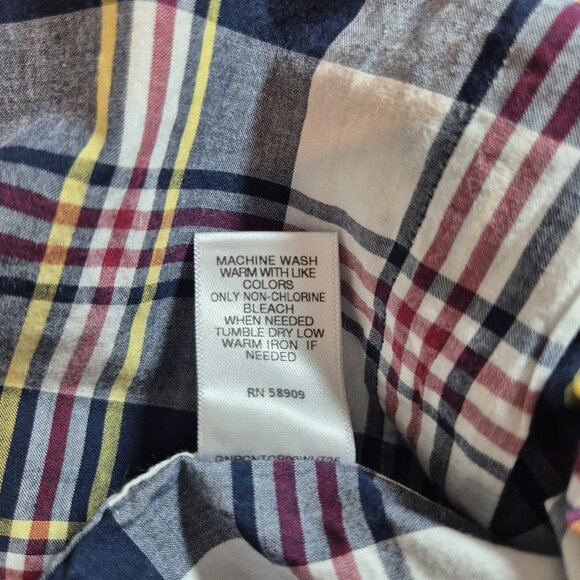 MACHINE WASH
WARM WITH LIKE
COLORS
ONLY NON-CHLORINE
BLEACH
WHEN NEEDED
TUMBLE DRY LOW
WARM IRON IF
NEEDED
RN 58909